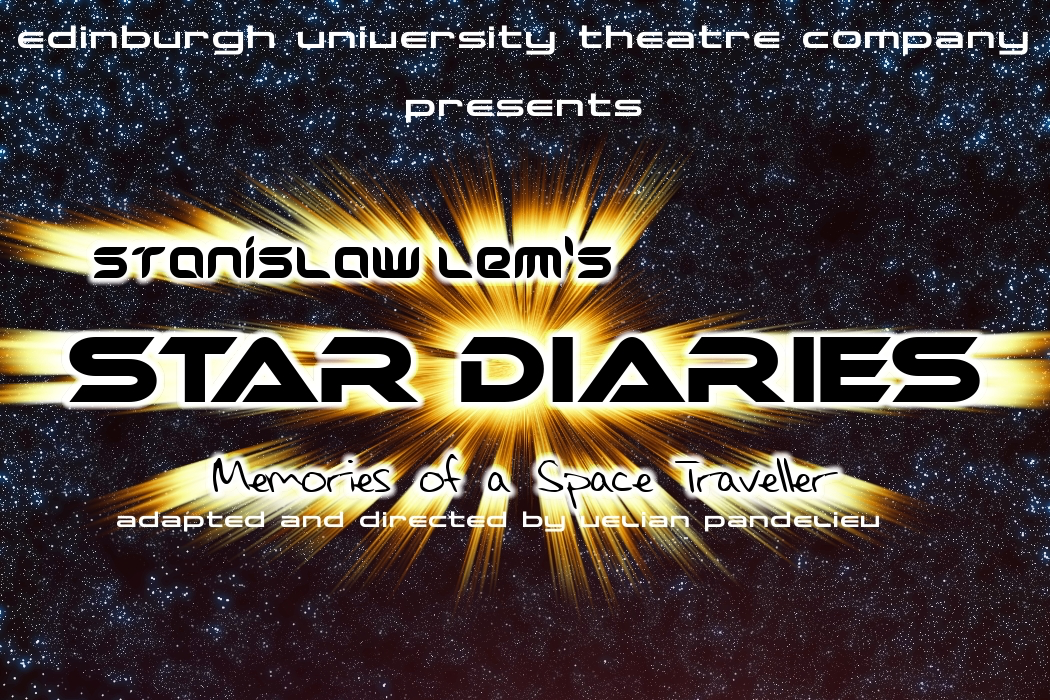 edinburgh university theatre company
presents
Stanislaw Lem's
STAR DIARIES
Memories of a Space Traveller
adapted and directed by velian pandeliev